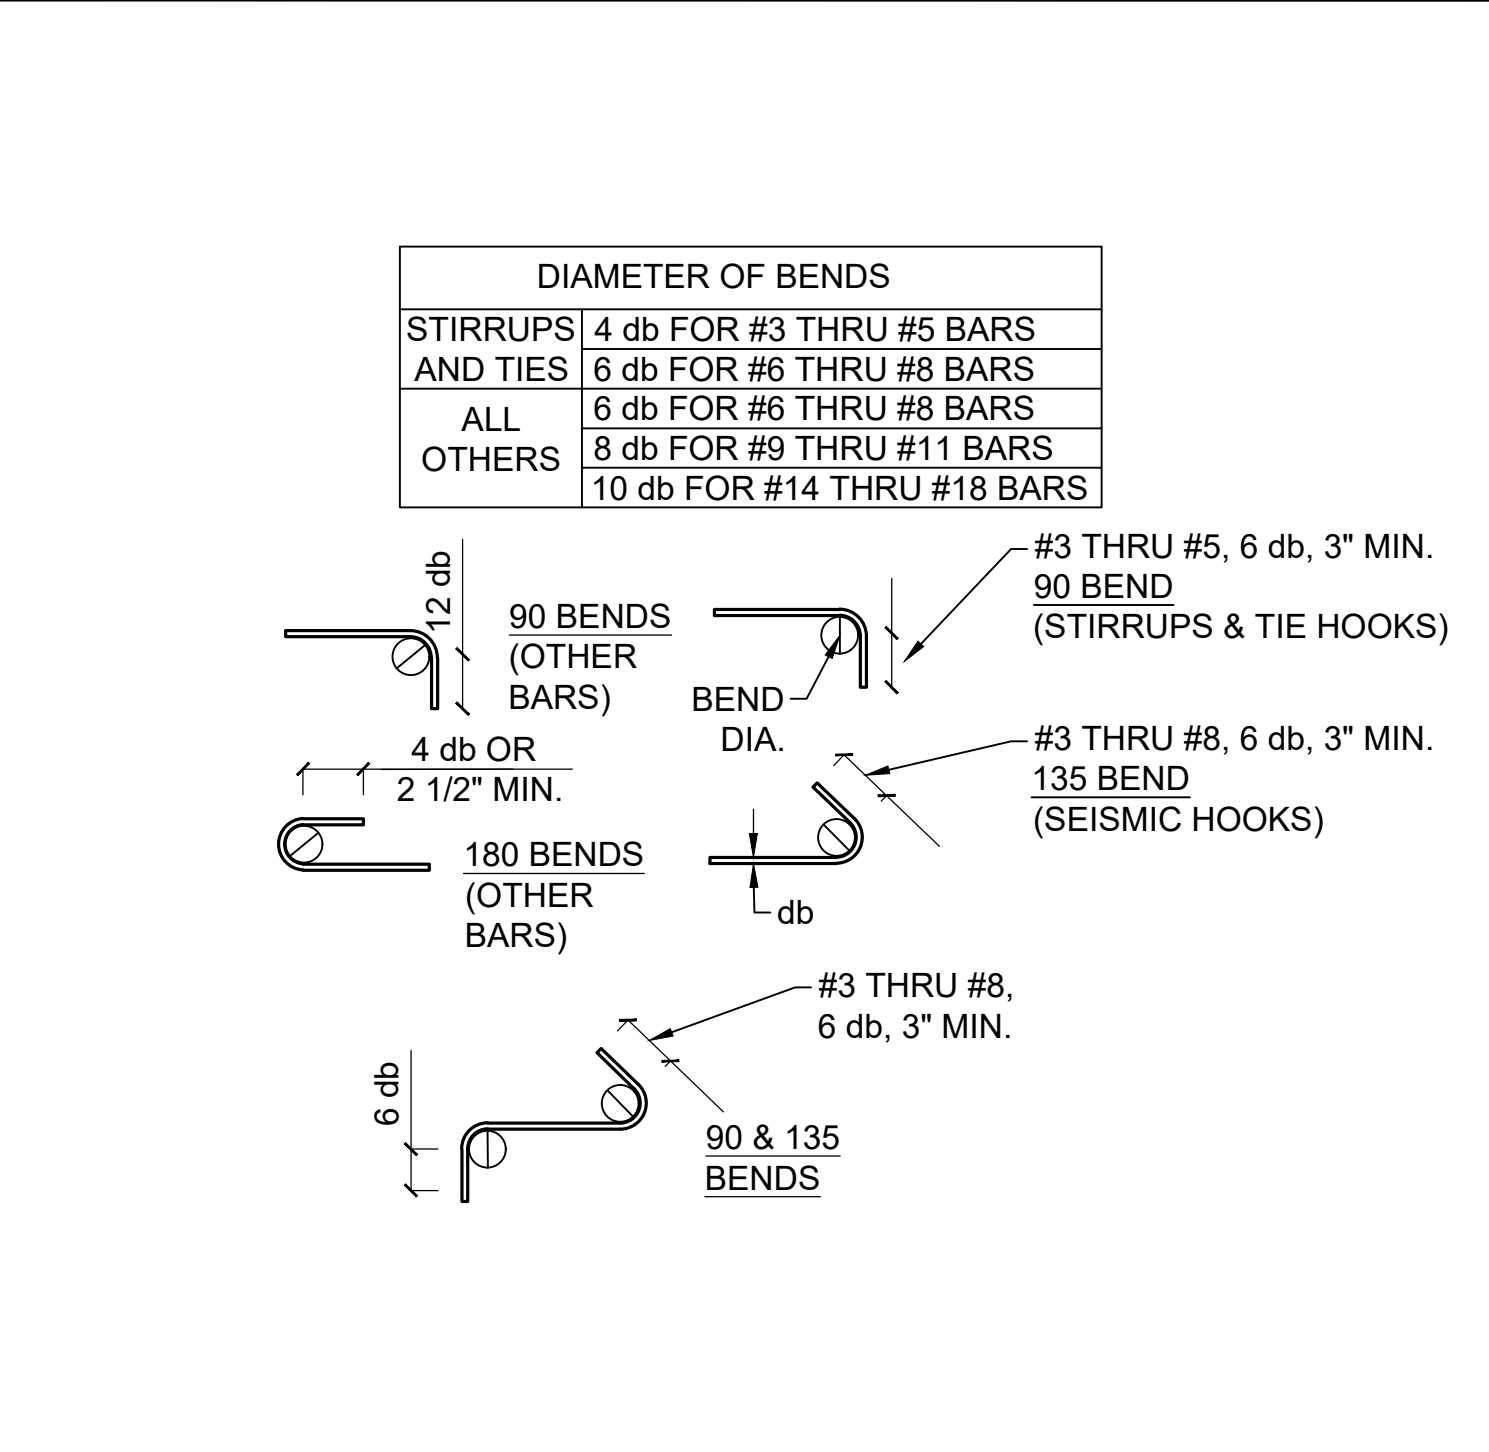 DIAMETER OF BENDS
STIRRUPS
AND TIES
4 db FOR #3 THRU #5 BARS
6 db FOR #6 THRU #8 BARS
ALL
OTHERS
6 db FOR #6 THRU #8 BARS
8 db FOR #9 THRU #11 BARS
10 db FOR #14 THRU #18 BARS
12 db
90 BENDS
(OTHER
BARS)
BEND
DIA.
#3 THRU #5, 6 db, 3" MIN.
90 BEND
(STIRRUPS & TIE HOOKS)
4 db OR
2 1/2" MIN.
180 BENDS
(OTHER
BARS)
db
#3 THRU #8, 6 db, 3" MIN.
135 BEND
(SEISMIC HOOKS)
#3 THRU #8,
6 db, 3" MIN.
6 db
90 & 135
BENDS